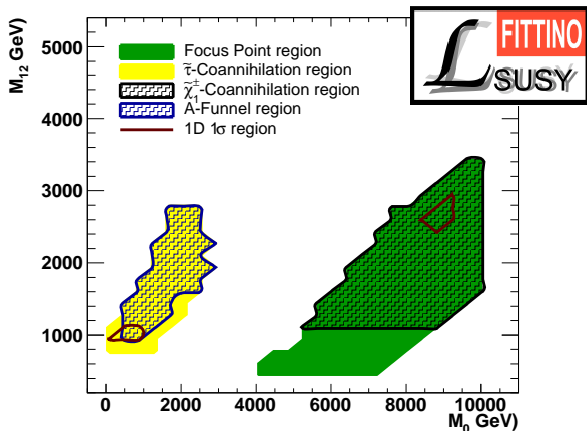 M₁₂ GeV)
5000
4000
3000
2000
1000
Focus Point region
τ̃-Coannihilation region
χ̃₁±-Coannihilation region
A-Funnel region
1D 1σ region
L FITTINO
SUSY
0 2000 4000 6000 8000 10000
M₀ GeV)